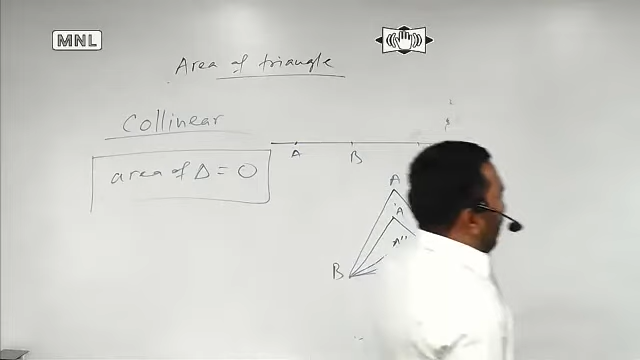 MNL
Area of triangle
Collinear
A B
area of Δ = 0
A
A
A"
B